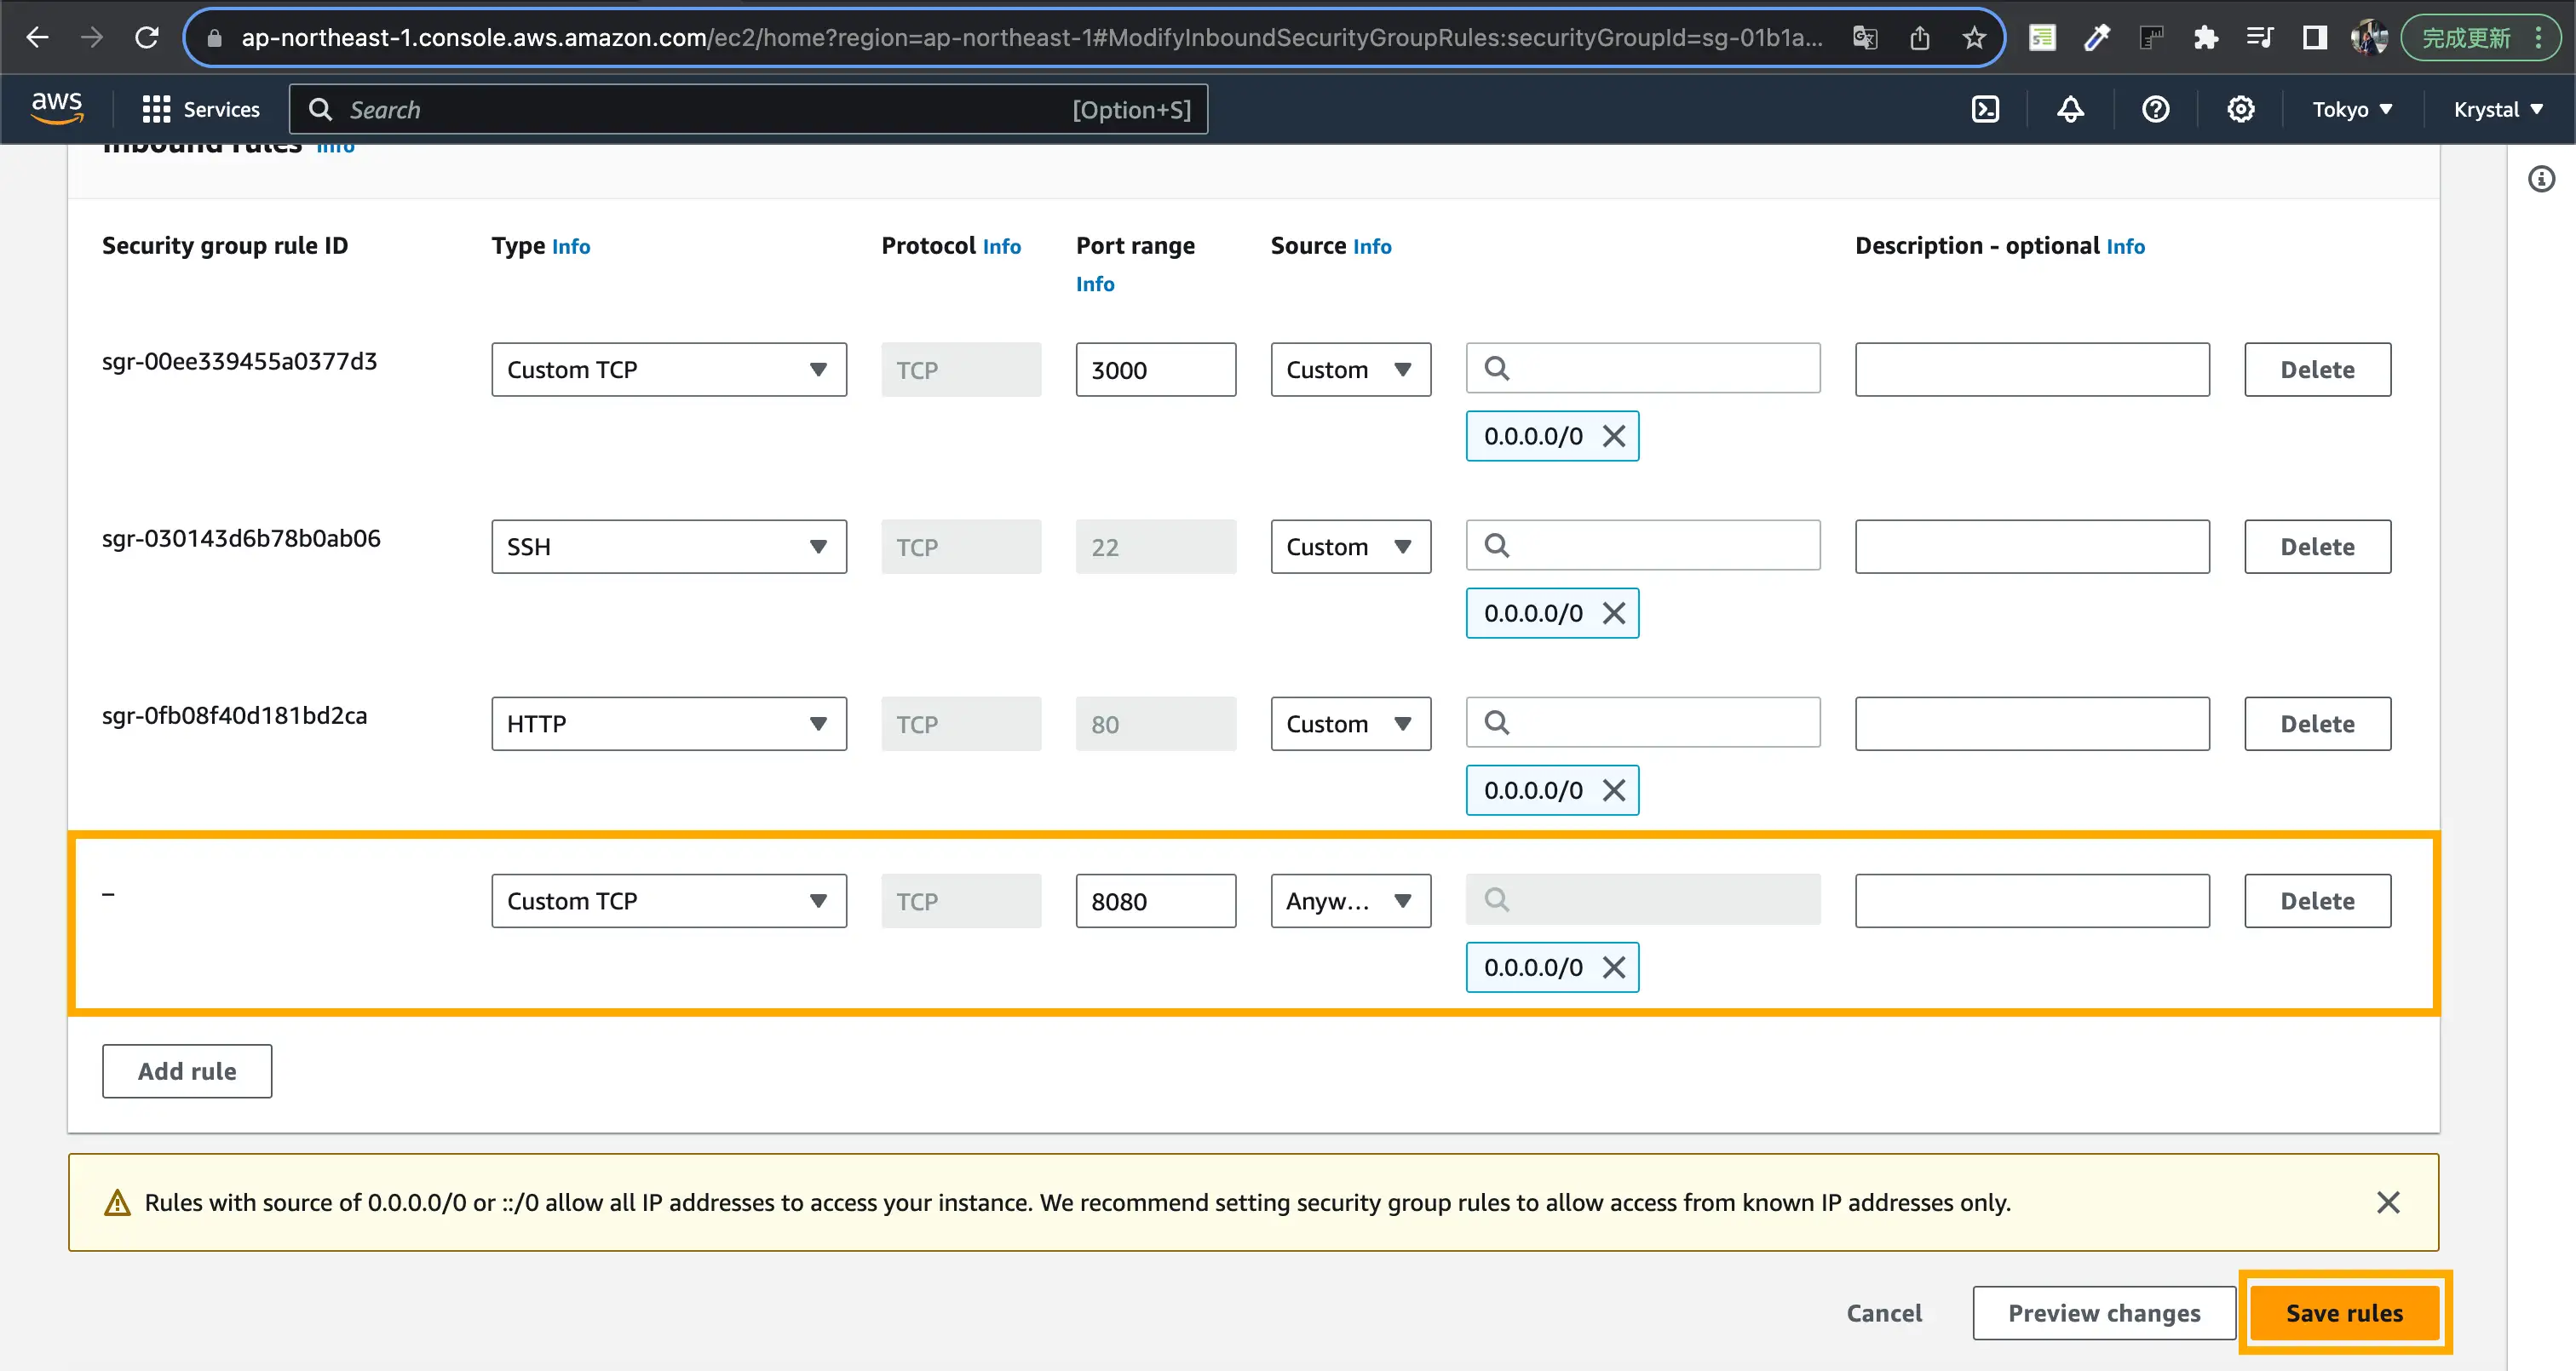 ap-northeast-1.console.aws.amazon.com/ec2/home?region=ap-northeast-1#ModifyInboundSecurityGroupRules:securityGroupId=sg-01b1a...
完成更新
aws Services Search [Option+S] Tokyo Krystal
Inbound rules Info
Security group rule ID Type Info Protocol Info Port range Info Source Info Description - optional Info
sgr-00ee339455a0377d3 Custom TCP TCP 3000 Custom Delete
0.0.0.0/0
sgr-030143d6b78b0ab06 SSH TCP 22 Custom Delete
0.0.0.0/0
sgr-0fb08f40d181bd2ca HTTP TCP 80 Custom Delete
0.0.0.0/0
– Custom TCP TCP 8080 Anyw... Delete
0.0.0.0/0
Add rule
Rules with source of 0.0.0.0/0 or ::/0 allow all IP addresses to access your instance. We recommend setting security group rules to allow access from known IP addresses only.
Cancel Preview changes Save rules